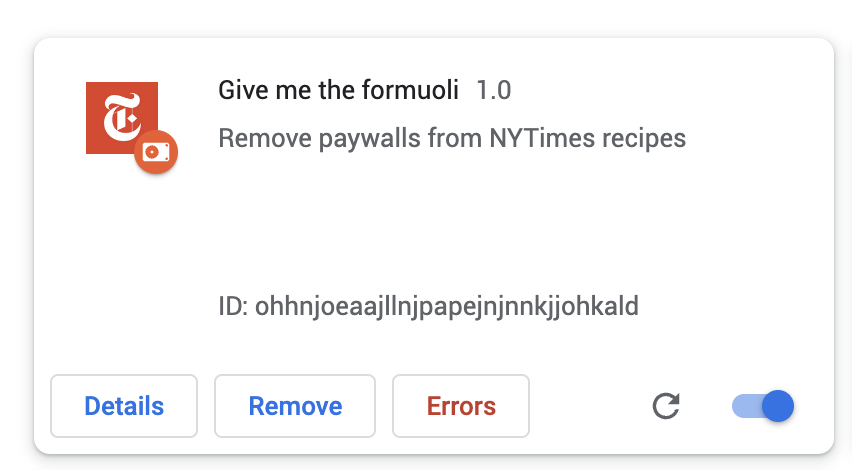 Give me the formuoli 1.0
Remove paywalls from NYTimes recipes
ID: ohhnjoeaajllnjpapejnjnnkjjohkald
Details Remove Errors